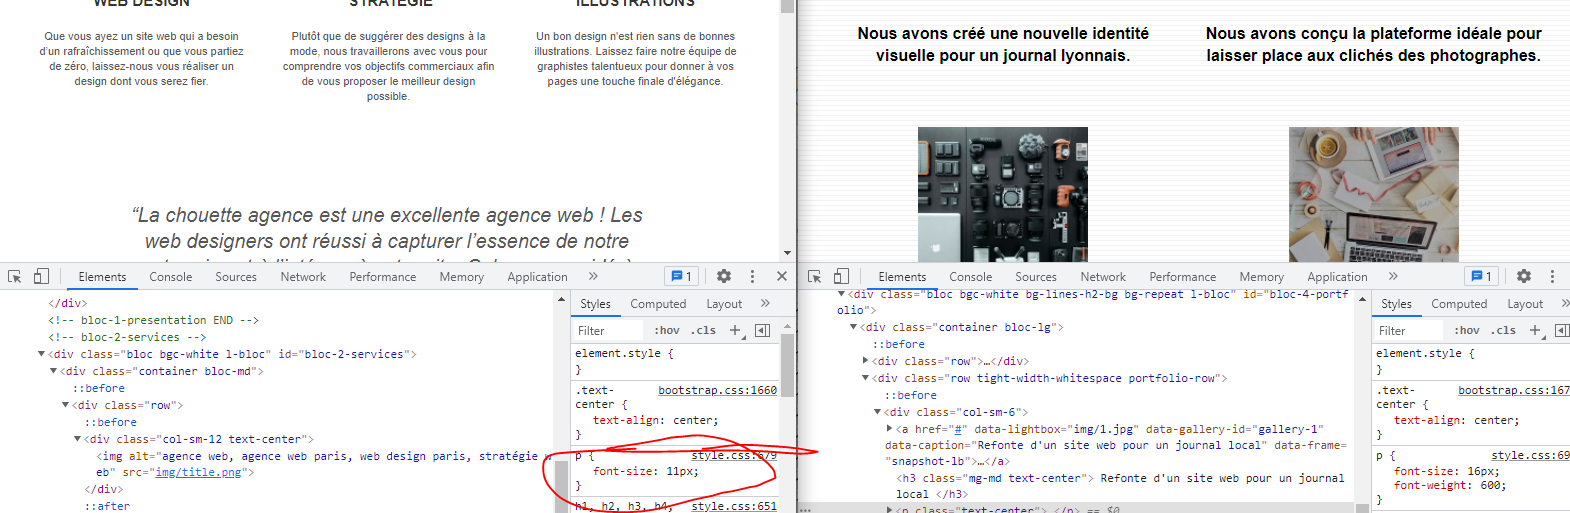 WEB DESIGN
STRATÉGIE
ILLUSTRATIONS
Que vous ayez un site web qui a besoin
d'un rafraîchissement ou que vous partiez
de zéro, laissez-nous vous réaliser un
design dont vous serez fier.
Plutôt que de suggérer des designs à la
mode, nous travaillerons avec vous pour
comprendre vos objectifs commerciaux afin
de vous proposer le meilleur design
possible.
Un bon design n'est rien sans de bonnes
illustrations. Laissez faire notre équipe de
graphistes talentueux pour donner à vos
pages une touche finale d'élégance.
“La chouette agence est une excellente agence web ! Les
web designers ont réussi à capturer l’essence de notre
Elements Console Sources Network Performance Memory Application » 1
</div>
<!-- bloc-1-presentation END -->
<!-- bloc-2-services -->
<div class="bloc bgc-white l-bloc" id="bloc-2-services">
<div class="container bloc-md">
::before
<div class="row">
::before
<div class="col-sm-12 text-center">
<img alt="agence web, agence web paris, web design paris, stratégie w
eb" src="img/title.png">
</div>
::after
Styles Computed Layout »
Filter :hov .cls +
element.style {
}
.text- bootstrap.css:1660
center {
text-align: center;
}
p { style.css:679
font-size: 11px;
}
h1, h2, h3, h4, style.css:651
Nous avons créé une nouvelle identité
visuelle pour un journal lyonnais.
Nous avons conçu la plateforme idéale pour
laisser place aux clichés des photographes.
Elements Console Sources Network Performance Memory Application » 1
<div class="bloc bgc-white bg-lines-h2-bg bg-repeat l-bloc" id="bloc-4-portf
olio">
<div class="container bloc-lg">
::before
<div class="row">…</div>
<div class="row tight-width-whitespace portfolio-row">
::before
<div class="col-sm-6">
<a href="#" data-lightbox="img/1.jpg" data-gallery-id="gallery-1"
data-caption="Refonte d'un site web pour un journal local" data-frame=
"snapshot-lb">…</a>
<h3 class="mg-md text-center"> Refonte d'un site web pour un journal
local </h3>
<p class="text-center"> </p> == $0
Styles Computed Layout »
Filter :hov .cls +
element.style {
}
.text- bootstrap.css:167
center {
text-align: center;
}
p { style.css:69
font-size: 16px;
font-weight: 600;
}